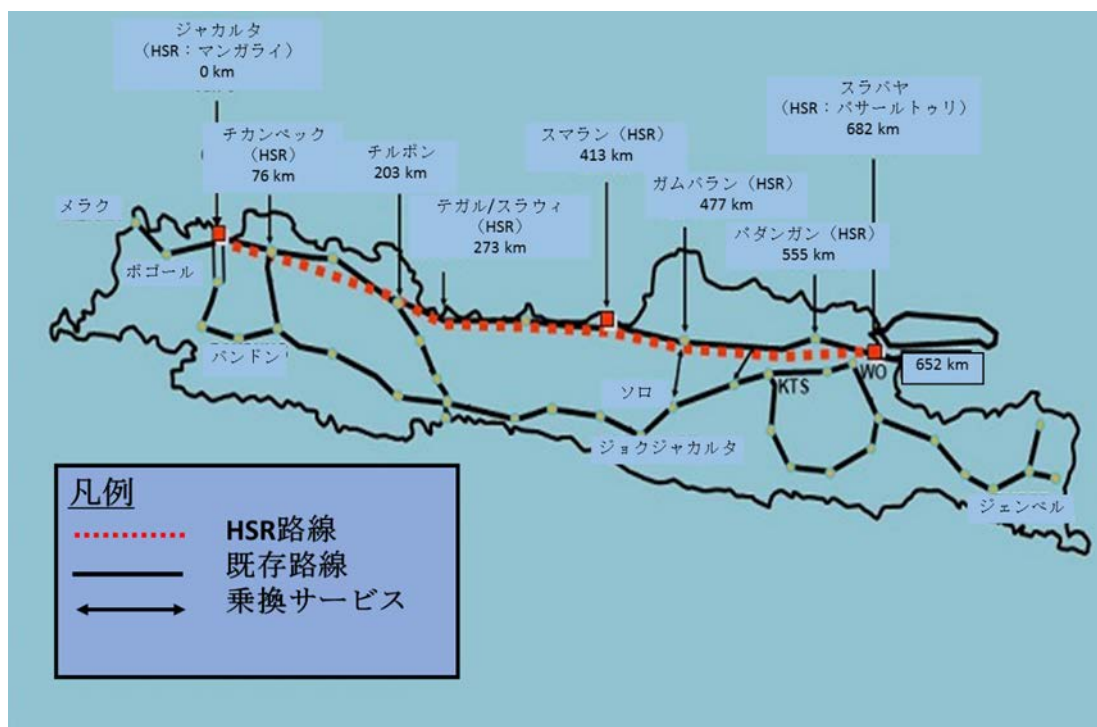 ジャカルタ
（HSR：マンガライ）
0 km
スラバヤ
（HSR：パサールトゥリ）
682 km
チカンペック
（HSR）
76 km
チルボン
203 km
スマラン（HSR）
413 km
ガムバラン（HSR）
477 km
テガル/スラウィ
（HSR）
273 km
パダンガン（HSR）
555 km
メラク
ボゴール
バンドン
652 km
WO
KTS
ソロ
ジョクジャカルタ
ジェンベル
凡例
HSR路線
既存路線
乗換サービス